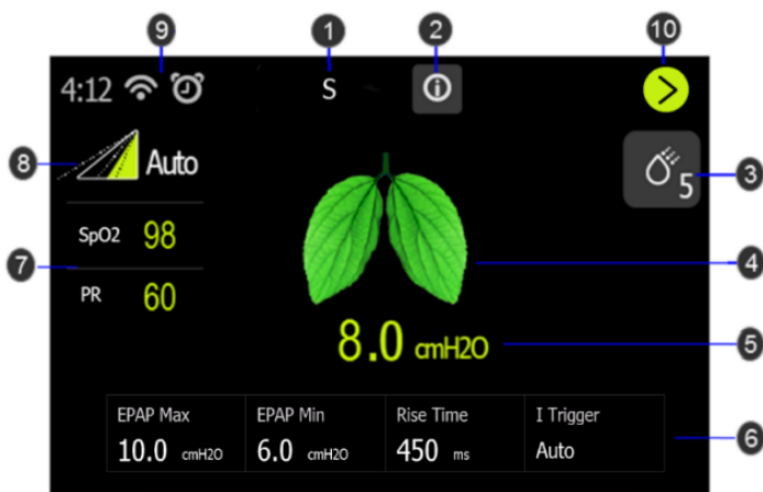 9 1 2 10
4:12 S
8 Auto
5 3
SpO2 98
7
PR 60
4
8.0 cmH2O 5
EPAP Max EPAP Min Rise Time I Trigger
10.0 cmH2O 6.0 cmH2O 450 ms Auto 6